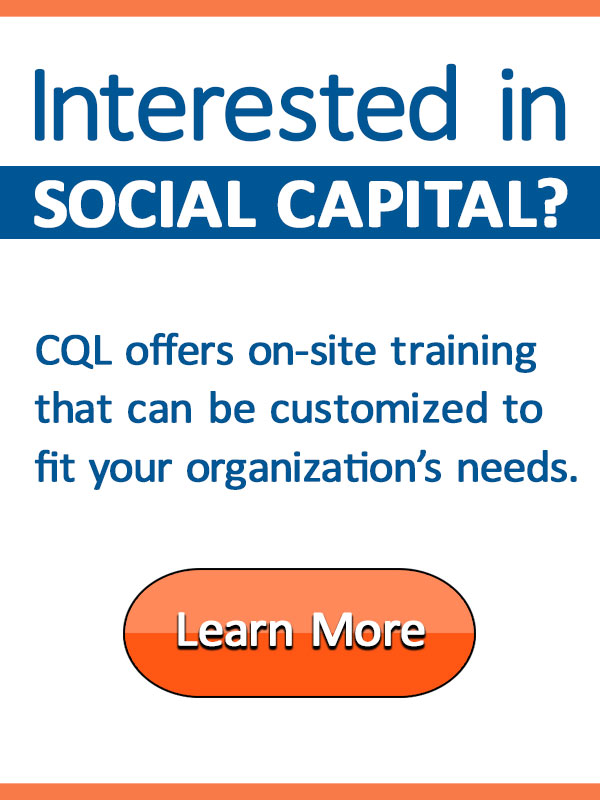 Interested in
SOCIAL CAPITAL?
CQL offers on-site training
that can be customized to
fit your organization’s needs.
Learn More